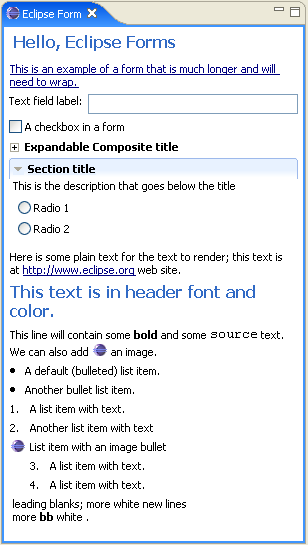 Eclipse Form
Hello, Eclipse Forms
This is an example of a form that is much longer and will
need to wrap.
Text field label:
A checkbox in a form
Expandable Composite title
Section title
This is the description that goes below the title
Radio 1
Radio 2
Here is some plain text for the text to render; this text is
at http://www.eclipse.org web site.
This text is in header font and
color.
This line will contain some bold and some source text.
We can also add an image.
• A default (bulleted) list item.
• Another bullet list item.
1. A list item with text.
2. Another list item with text
List item with an image bullet
3. A list item with text.
4. A list item with text.
leading blanks; more white new lines
more bb white .